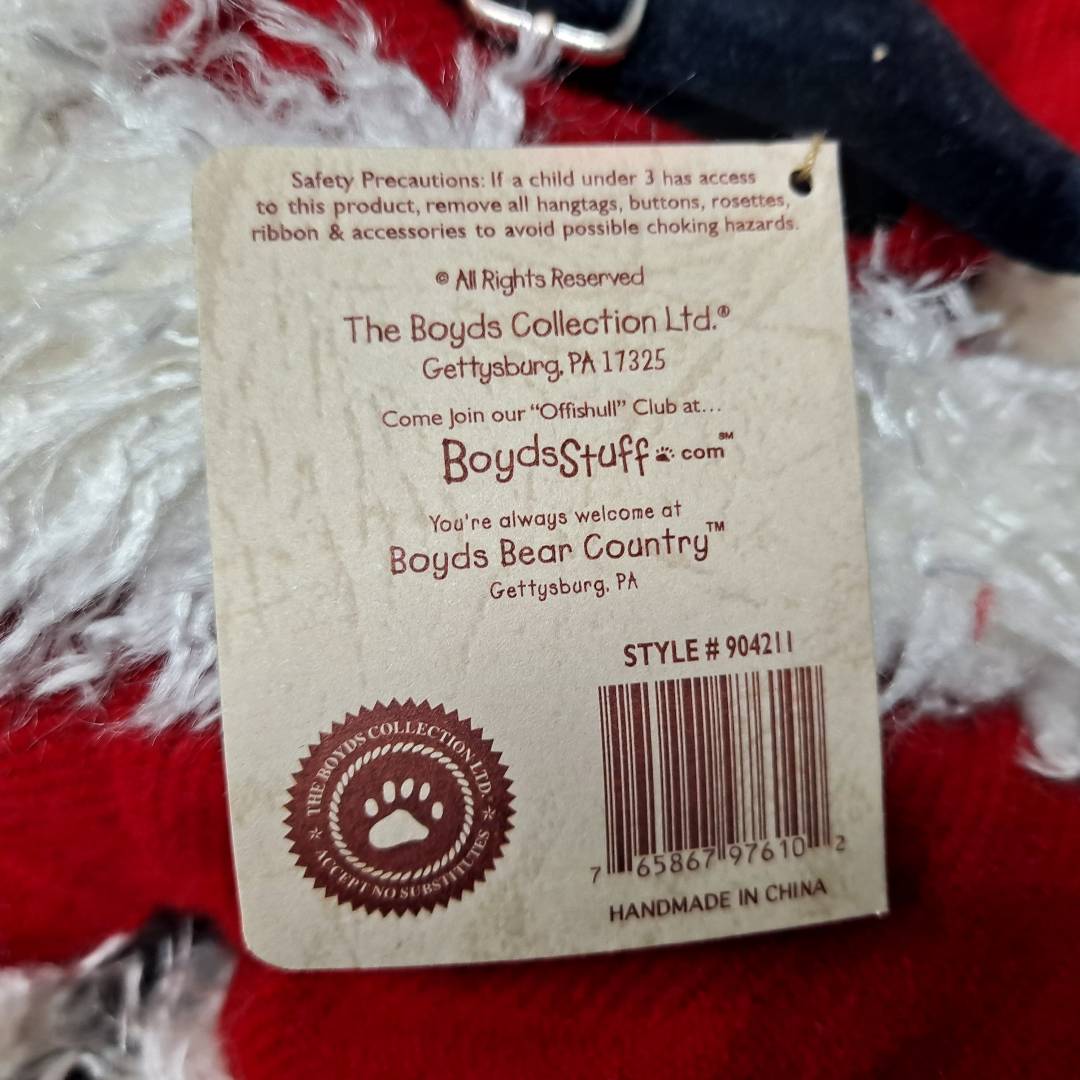 Safety Precautions: If a child under 3 has access
to this product, remove all hangtags, buttons, rosettes,
ribbon & accessories to avoid possible choking hazards.
© All Rights Reserved
The Boyds Collection Ltd.®
Gettysburg, PA 17325
Come Join our "Offishull" Club at...
BoydsStuff com℠
You're always welcome at
Boyds Bear Country™
Gettysburg, PA
STYLE # 904211
THE BOYDS COLLECTION LTD.
ACCEPT NO SUBSTITUTES
7 65867 97610 2
HANDMADE IN CHINA